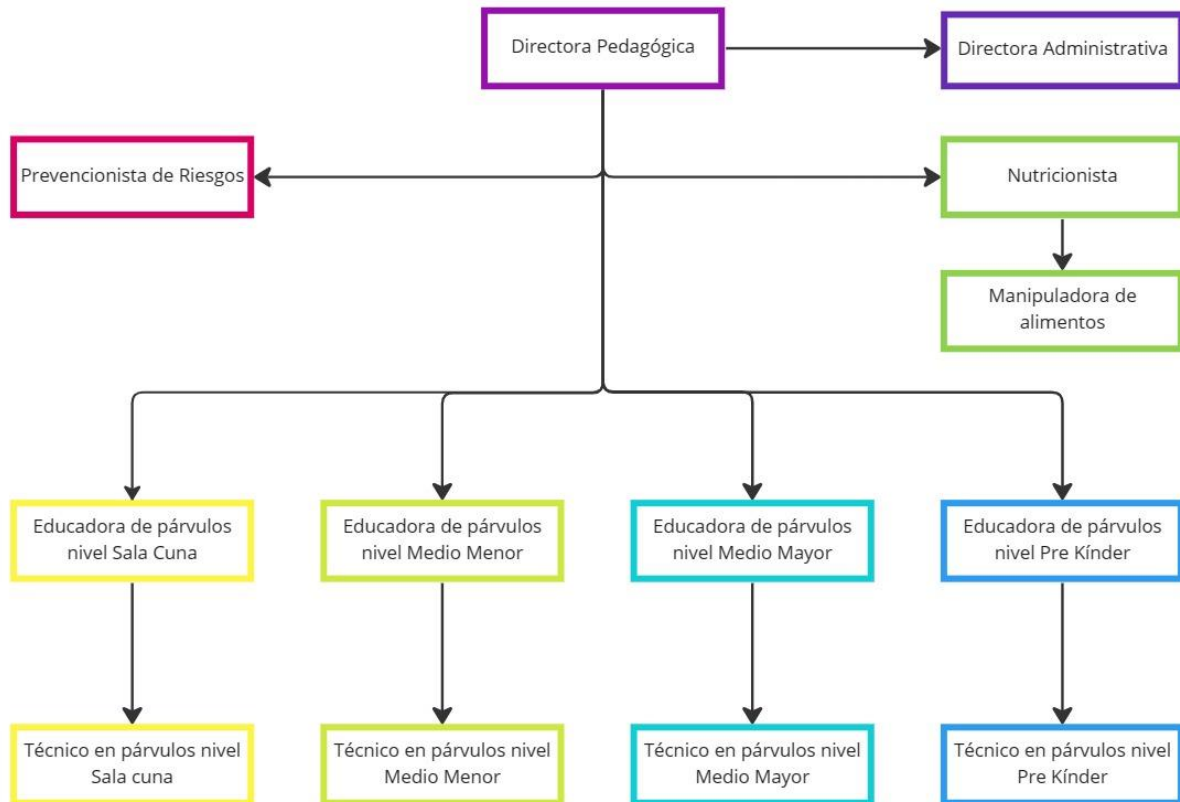 Directora Pedagógica
Directora Administrativa
Prevencionista de Riesgos
Nutricionista
Manipuladora de
alimentos
Educadora de párvulos
nivel Sala Cuna
Educadora de párvulos
nivel Medio Menor
Educadora de párvulos
nivel Medio Mayor
Educadora de párvulos
nivel Pre Kínder
Técnico en párvulos nivel
Sala cuna
Técnico en párvulos nivel
Medio Menor
Técnico en párvulos nivel
Medio Mayor
Técnico en párvulos nivel
Pre Kínder